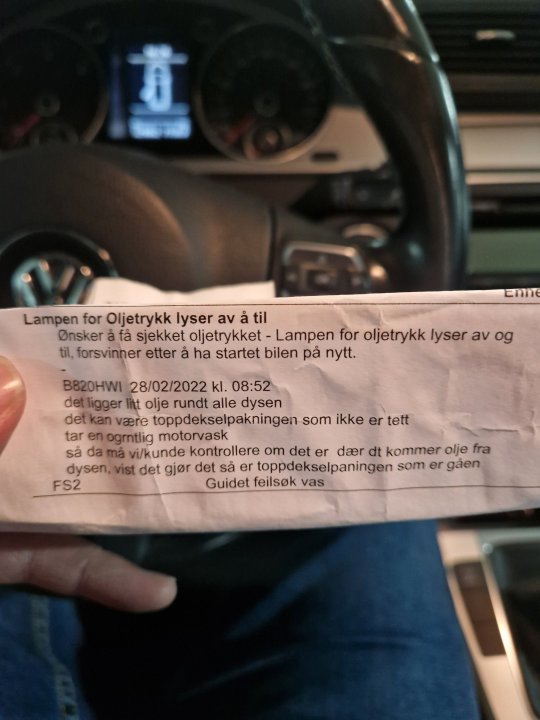 Enhe
Lampen for Oljetrykk lyser av å til
Ønsker å få sjekket oljetrykket - Lampen for oljetrykk lyser av og
til, forsvinner etter å ha startet bilen på nytt.
-
B820HWI 28/02/2022 kl. 08:52
det ligger litt olje rundt alle dysen
det kan være toppdekselpakningen som ikke er tett
tar en ogrntlig motorvask
så da må vi/kunde kontrollere om det er dær dt kommer olje fra
dysen, vist det gjør det så er toppdekselpaningen som er gåen
FS2 Guidet feilsøk vas